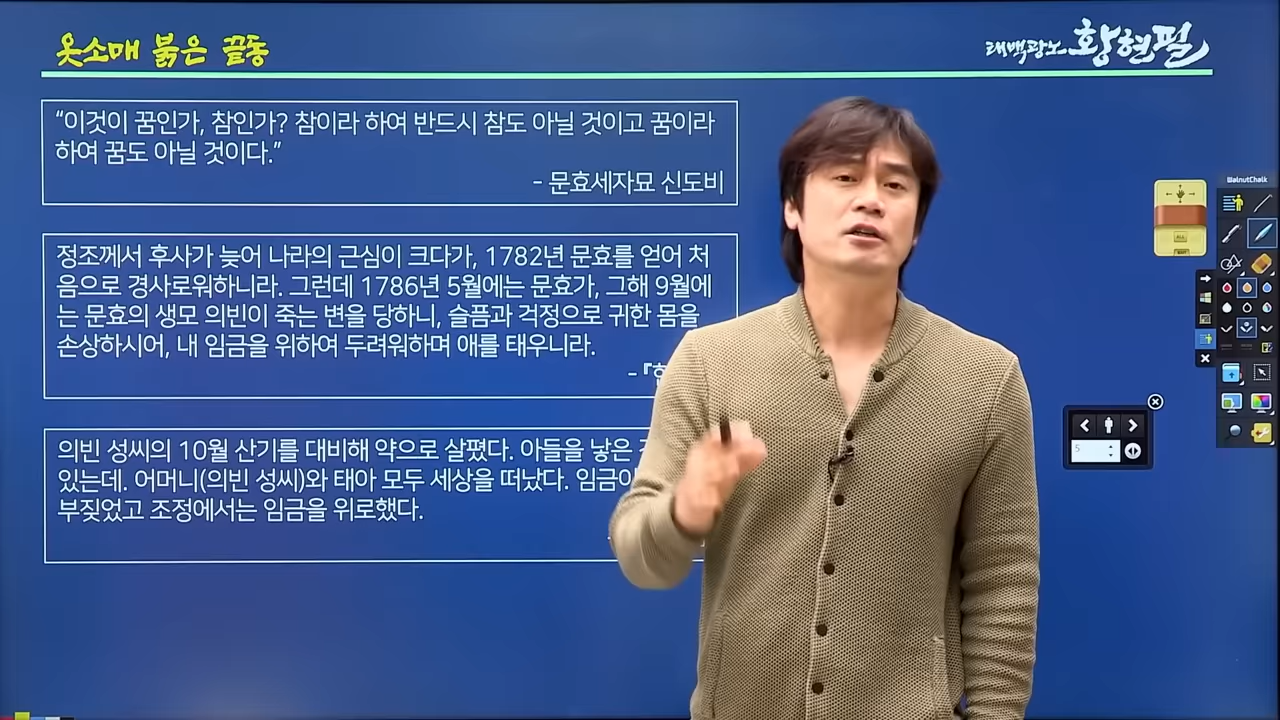 옷소매 붉은 끝동
태백광노 황현필
“이것이 꿈인가, 참인가? 참이라 하여 반드시 참도 아닐 것이고 꿈이라
하여 꿈도 아닐 것이다.”
- 문효세자묘 신도비
정조께서 후사가 늦어 나라의 근심이 크다가, 1782년 문효를 얻어 처
음으로 경사로워하니라. 그런데 1786년 5월에는 문효가, 그해 9월에
는 문효의 생모 의빈이 죽는 변을 당하니, 슬픔과 걱정으로 귀한 몸을
손상하시어, 내 임금을 위하여 두려워하며 애를 태우니라.
-『한
의빈 성씨의 10월 산기를 대비해 약으로 살폈다. 아들을 낳은
있는데. 어머니(의빈 성씨)와 태아 모두 세상을 떠났다. 임금이
부짖었고 조정에서는 임금을 위로했다.
WalnutChalk
ALL
5